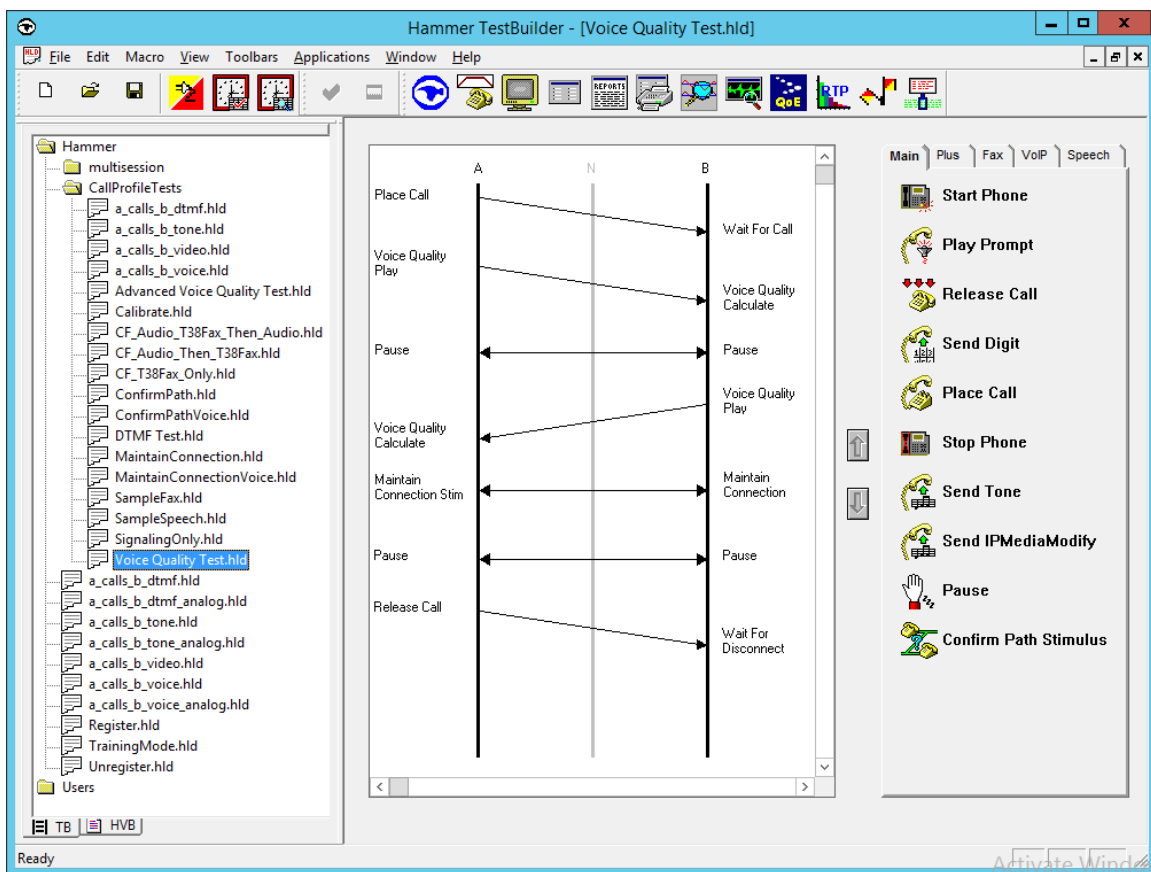 Hammer TestBuilder - [Voice Quality Test.hld]
HLD File Edit Macro View Toolbars Applications Window Help
REPORTS
QoE
RTP
Hammer
multisession
CallProfileTests
a_calls_b_dtmf.hld
a_calls_b_tone.hld
a_calls_b_video.hld
a_calls_b_voice.hld
Advanced Voice Quality Test.hld
Calibrate.hld
CF_Audio_T38Fax_Then_Audio.hld
CF_Audio_Then_T38Fax.hld
CF_T38Fax_Only.hld
ConfirmPath.hld
ConfirmPathVoice.hld
DTMF Test.hld
MaintainConnection.hld
MaintainConnectionVoice.hld
SampleFax.hld
SampleSpeech.hld
SignalingOnly.hld
Voice Quality Test.hld
a_calls_b_dtmf.hld
a_calls_b_dtmf_analog.hld
a_calls_b_tone.hld
a_calls_b_tone_analog.hld
a_calls_b_video.hld
a_calls_b_voice.hld
a_calls_b_voice_analog.hld
Register.hld
TrainingMode.hld
Unregister.hld
Users
TB HVB
A N B
Place Call
Wait For Call
Voice Quality
Play
Voice Quality
Calculate
Pause Pause
Voice Quality
Play
Voice Quality
Calculate
Maintain
Connection Stim
Maintain
Connection
Pause Pause
Release Call
Wait For
Disconnect
Main Plus Fax VoIP Speech
Start Phone
Play Prompt
Release Call
Send Digit
Place Call
Stop Phone
Send Tone
Send IPMediaModify
Pause
Confirm Path Stimulus
Ready
Activate Windo